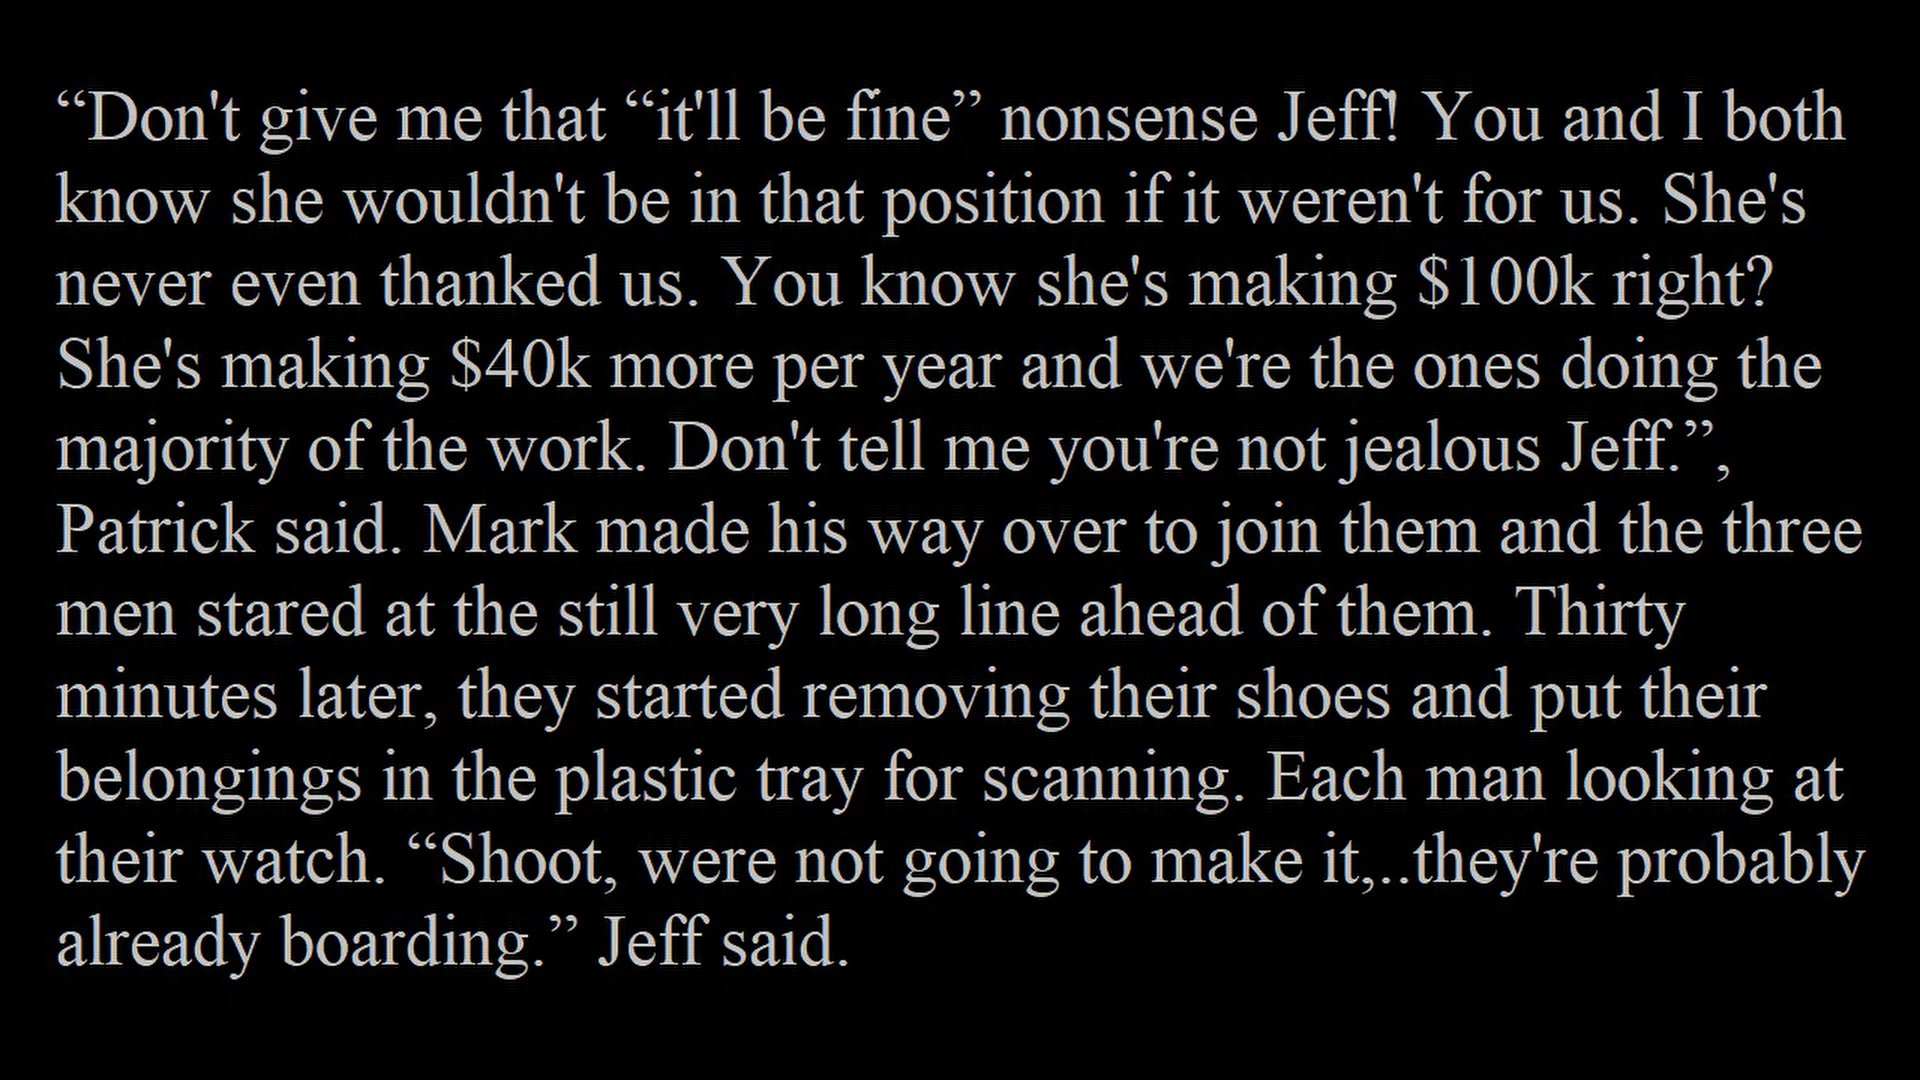 “Don't give me that “it'll be fine” nonsense Jeff! You and I both
know she wouldn't be in that position if it weren't for us. She's
never even thanked us. You know she's making $100k right?
She's making $40k more per year and we're the ones doing the
majority of the work. Don't tell me you're not jealous Jeff.”,
Patrick said. Mark made his way over to join them and the three
men stared at the still very long line ahead of them. Thirty
minutes later, they started removing their shoes and put their
belongings in the plastic tray for scanning. Each man looking at
their watch. “Shoot, were not going to make it,..they're probably
already boarding.” Jeff said.